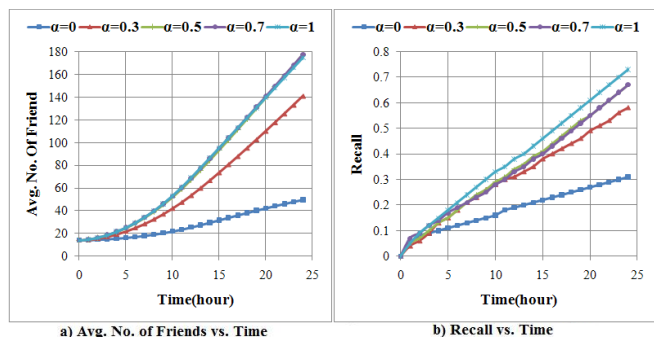 α=0 α=0.3 α=0.5 α=0.7 α=1
180
160
140
120
100
80
60
40
20
0
Avg. No. Of Friend
0 5 10 15 20 25
Time(hour)
a) Avg. No. of Friends vs. Time
α=0 α=0.3 α=0.5 α=0.7 α=1
0.8
0.7
0.6
0.5
0.4
0.3
0.2
0.1
0
Recall
0 5 10 15 20 25
Time(hour)
b) Recall vs. Time